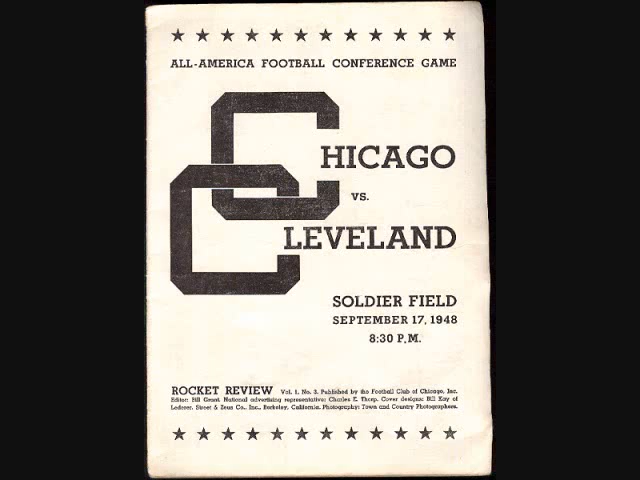 ALL-AMERICA FOOTBALL CONFERENCE GAME
CHICAGO
VS.
CLEVELAND
SOLDIER FIELD
SEPTEMBER 17, 1948
8:30 P.M.
ROCKET REVIEW Vol. 1, No. 3. Published by the Football Club of Chicago, Inc.
Editor: Bill Grant. National advertising representative: Charles E. Thorp. Cover designs: Bill Kay of
Lederer, Street & Zeus Co., Inc., Berkeley, California. Photography: Town and Country Photographers.